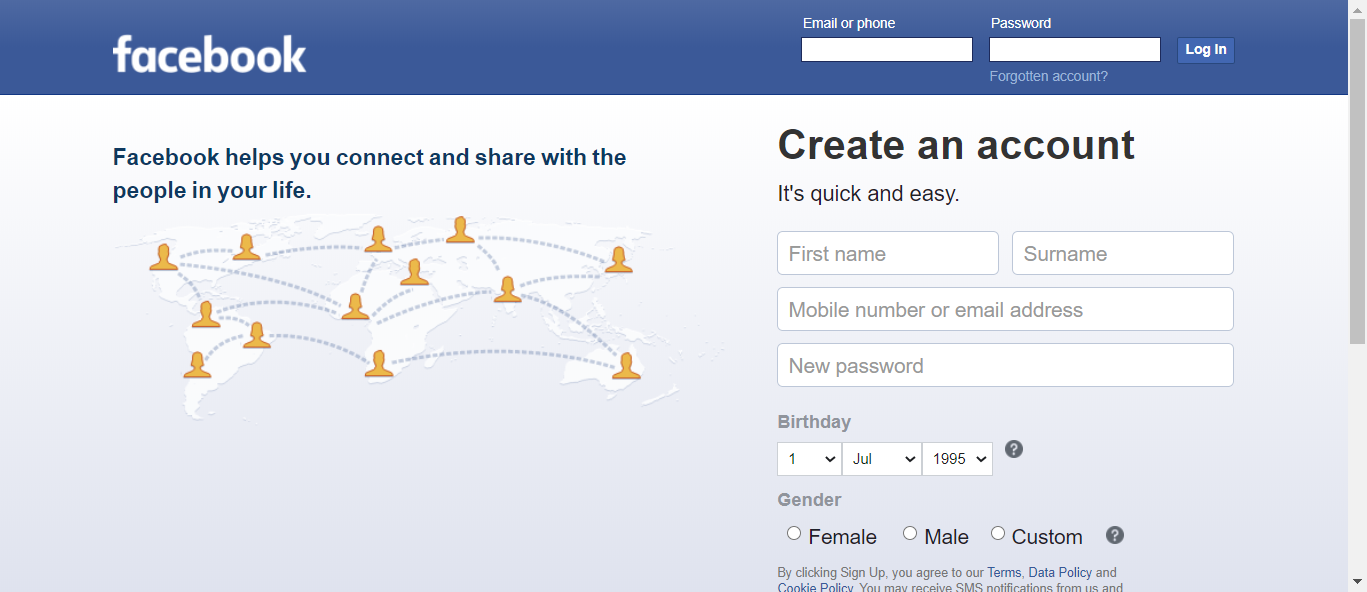 facebook
Email or phone
Password
Log In
Forgotten account?
Facebook helps you connect and share with the
people in your life.
Create an account
It's quick and easy.
First name
Surname
Mobile number or email address
New password
Birthday
1 Jul 1995 ?
Gender
Female Male Custom ?
By clicking Sign Up, you agree to our Terms, Data Policy and
Cookie Policy. You may receive SMS notifications from us and